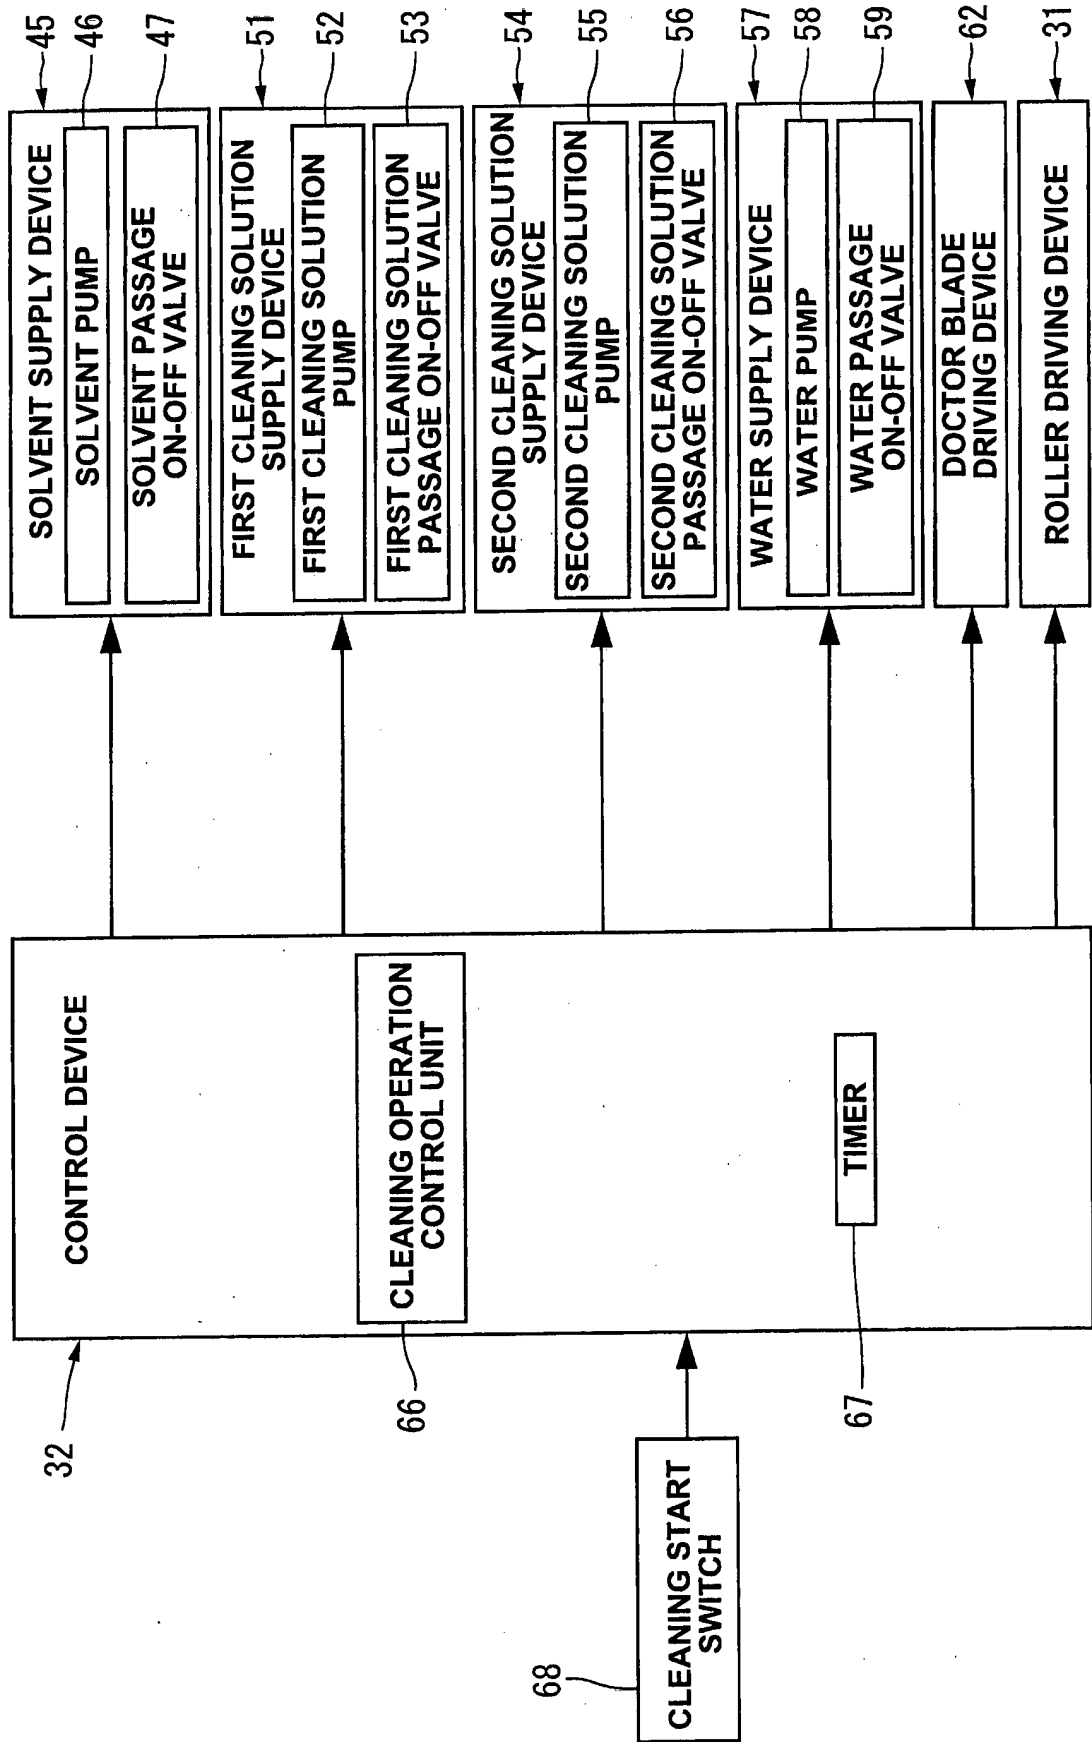 CLEANING START
SWITCH
68
32
CONTROL DEVICE
CLEANING OPERATION
CONTROL UNIT
66
TIMER
67
SOLVENT SUPPLY DEVICE
45
SOLVENT PUMP
46
SOLVENT PASSAGE
ON-OFF VALVE
47
FIRST CLEANING SOLUTION
SUPPLY DEVICE
51
FIRST CLEANING SOLUTION
PUMP
52
FIRST CLEANING SOLUTION
PASSAGE ON-OFF VALVE
53
SECOND CLEANING SOLUTION
SUPPLY DEVICE
54
SECOND CLEANING SOLUTION
PUMP
55
SECOND CLEANING SOLUTION
PASSAGE ON-OFF VALVE
56
WATER SUPPLY DEVICE
57
WATER PUMP
58
WATER PASSAGE
ON-OFF VALVE
59
DOCTOR BLADE
DRIVING DEVICE
62
ROLLER DRIVING DEVICE
31